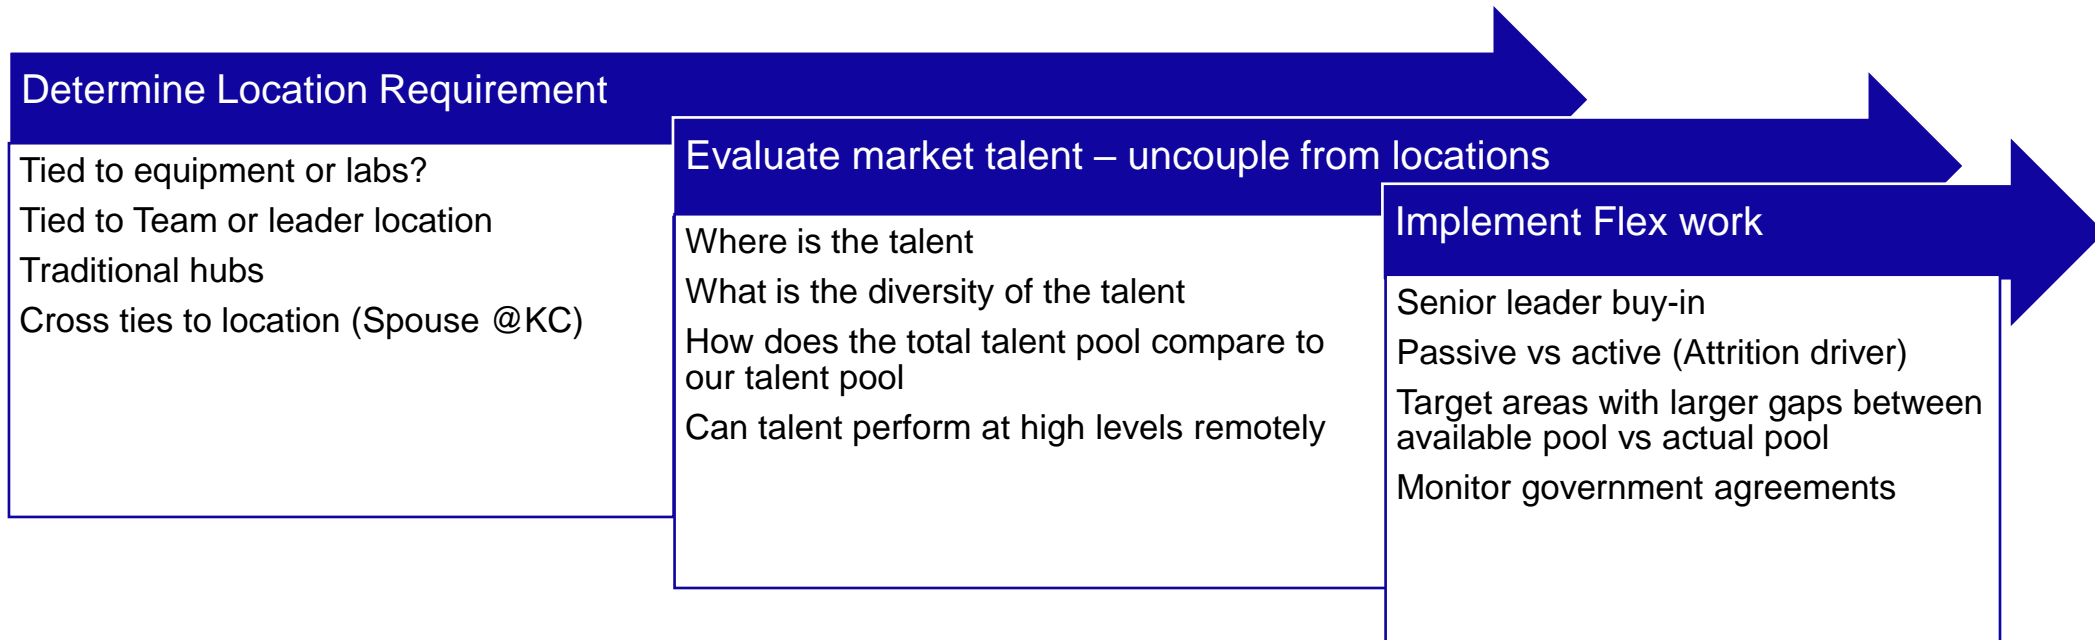 Determine Location Requirement
Tied to equipment or labs?
Tied to Team or leader location
Traditional hubs
Cross ties to location (Spouse @KC)
Evaluate market talent – uncouple from locations
Where is the talent
What is the diversity of the talent
How does the total talent pool compare to
our talent pool
Can talent perform at high levels remotely
Implement Flex work
Senior leader buy-in
Passive vs active (Attrition driver)
Target areas with larger gaps between
available pool vs actual pool
Monitor government agreements